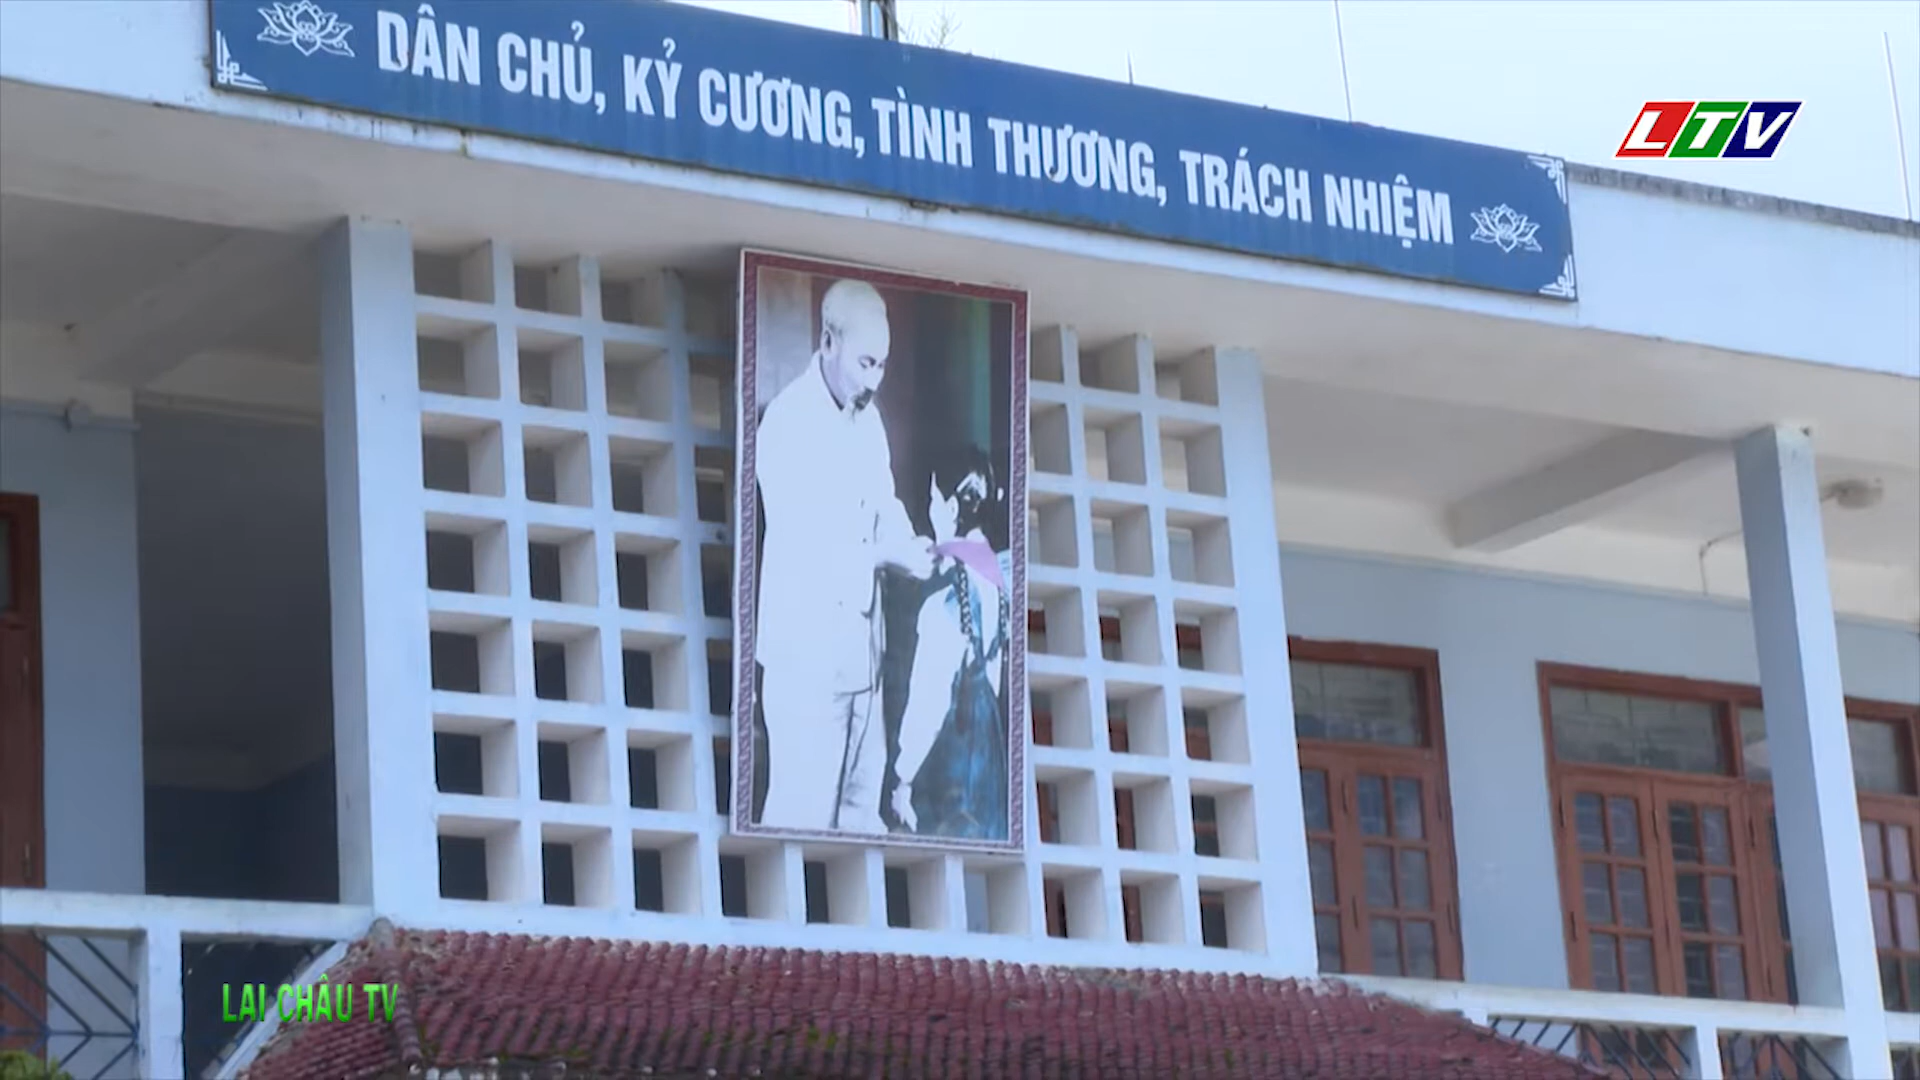 DÂN CHỦ, KỶ CƯƠNG, TÌNH THƯƠNG, TRÁCH NHIỆM
LTV
LAI CHÂU TV